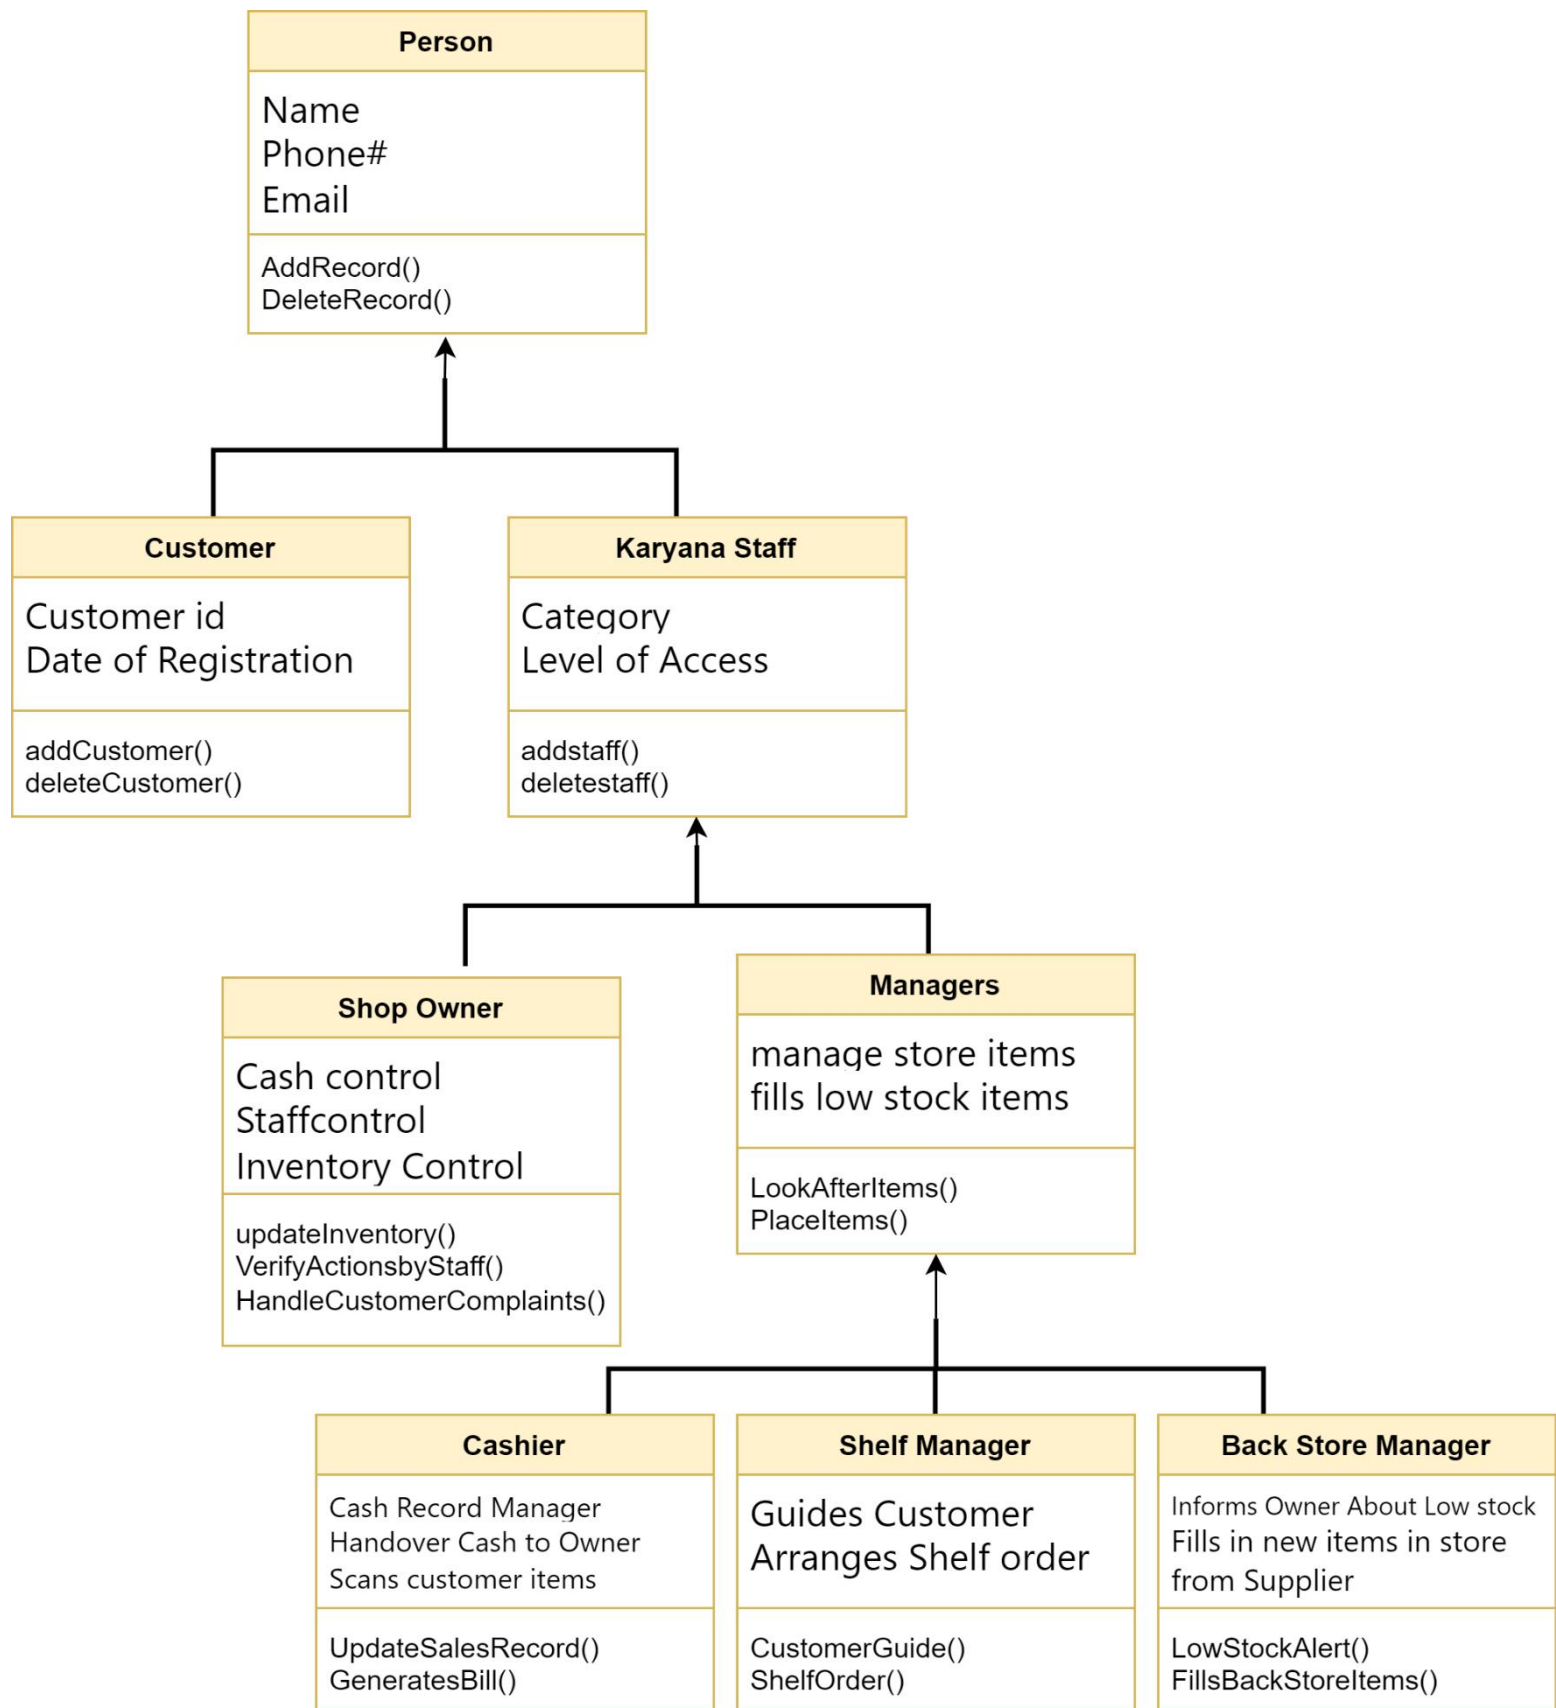 Person
Name
Phone#
Email
AddRecord()
DeleteRecord()
Customer
Customer id
Date of Registration
addCustomer()
deleteCustomer()
Karyana Staff
Category
Level of Access
addstaff()
deletestaff()
Shop Owner
Cash control
Staffcontrol
Inventory Control
updateInventory()
VerifyActionsbyStaff()
HandleCustomerComplaints()
Managers
manage store items
fills low stock items
LookAfterItems()
PlaceItems()
Cashier
Cash Record Manager
Handover Cash to Owner
Scans customer items
UpdateSalesRecord()
GeneratesBill()
Shelf Manager
Guides Customer
Arranges Shelf order
CustomerGuide()
ShelfOrder()
Back Store Manager
Informs Owner About Low stock
Fills in new items in store
from Supplier
LowStockAlert()
FillsBackStoreItems()